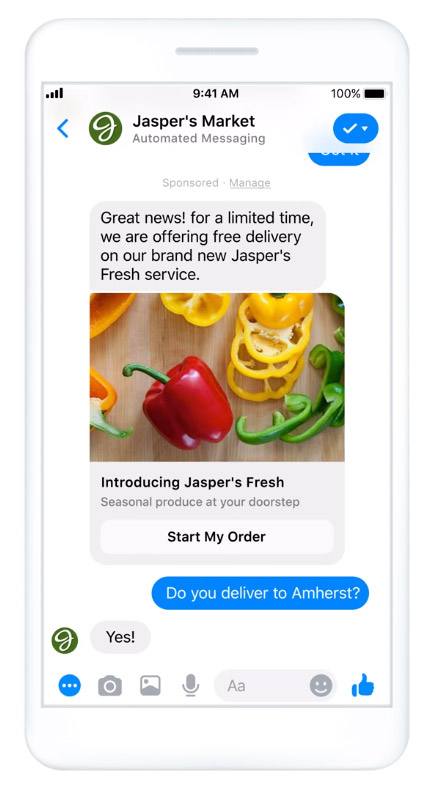 9:41 AM
100%
Jasper's Market
Automated Messaging
Sponsored · Manage
Great news! for a limited time,
we are offering free delivery
on our brand new Jasper's
Fresh service.
Introducing Jasper's Fresh
Seasonal produce at your doorstep
Start My Order
Do you deliver to Amherst?
Yes!
Aa